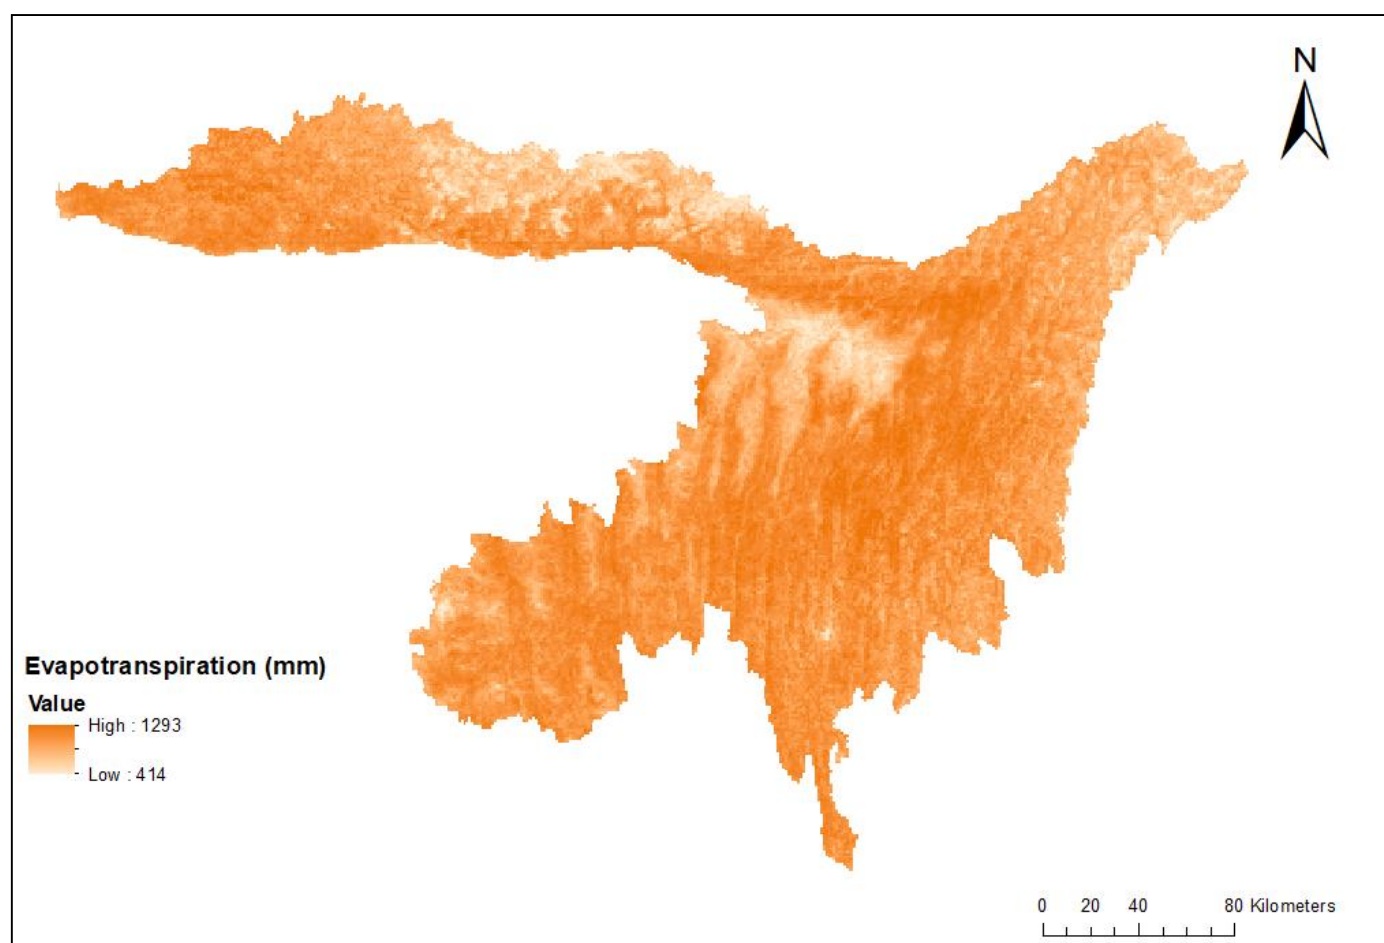 N
Evapotranspiration (mm)
Value
High : 1293
Low : 414
0 20 40 80 Kilometers